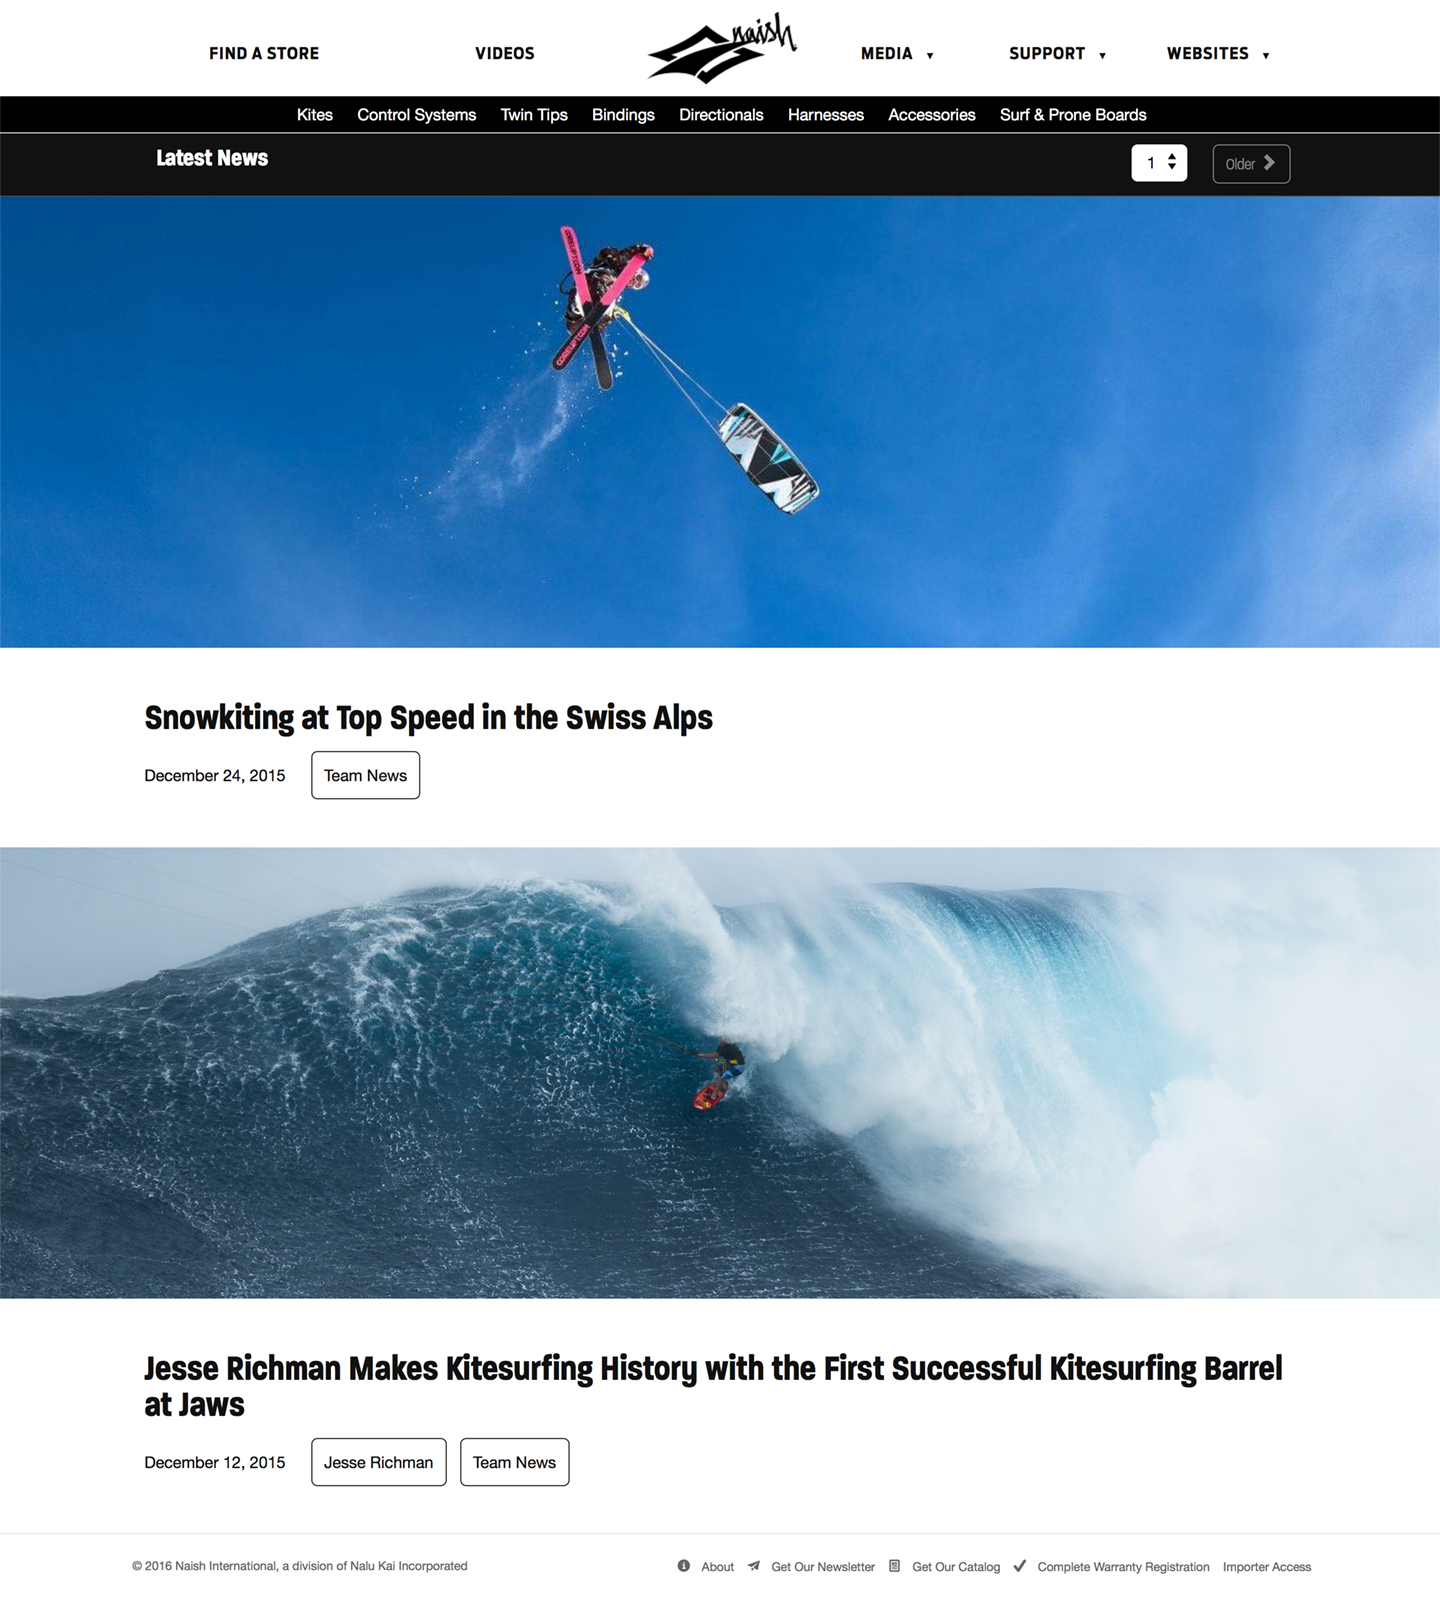 FIND A STORE
VIDEOS
naish
MEDIA ▼
SUPPORT ▼
WEBSITES ▼
Kites Control Systems Twin Tips Bindings Directionals Harnesses Accessories Surf & Prone Boards
Latest News
1
Older
CORUPT.COM
CORUPT.COM
Snowkiting at Top Speed in the Swiss Alps
December 24, 2015
Team News
Jesse Richman Makes Kitesurfing History with the First Successful Kitesurfing Barrel
at Jaws
December 12, 2015
Jesse Richman
Team News
© 2016 Naish International, a division of Nalu Kai Incorporated
About
Get Our Newsletter
Get Our Catalog
Complete Warranty Registration
Importer Access